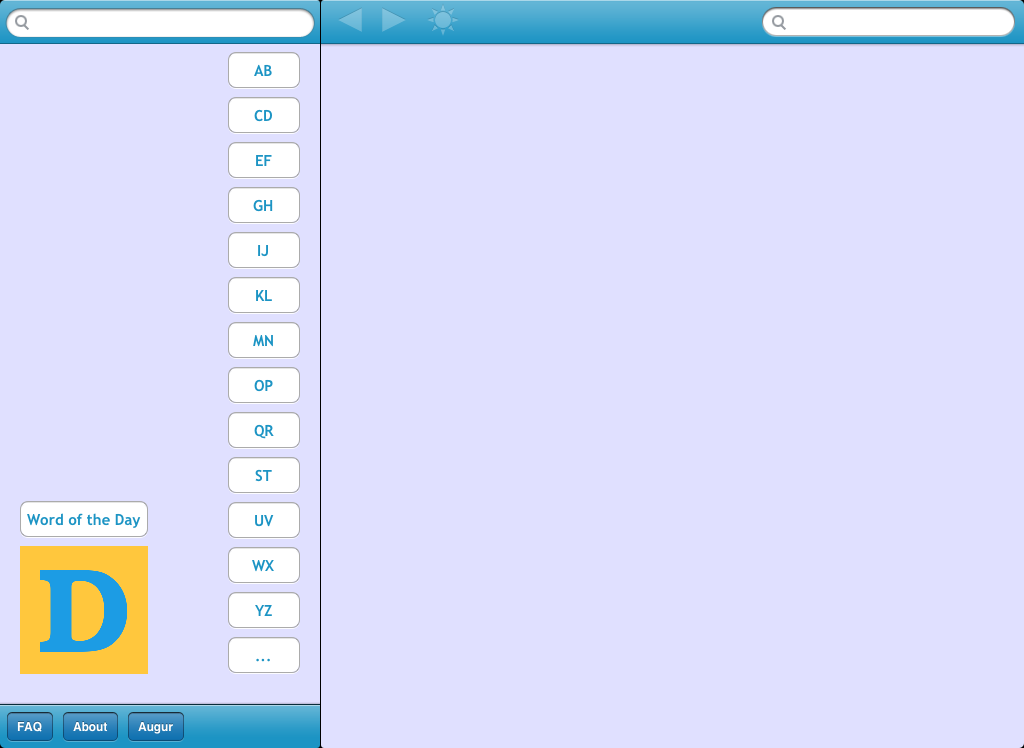 AB
CD
EF
GH
IJ
KL
MN
OP
QR
ST
UV
WX
YZ
...
Word of the Day
D
FAQ
About
Augur